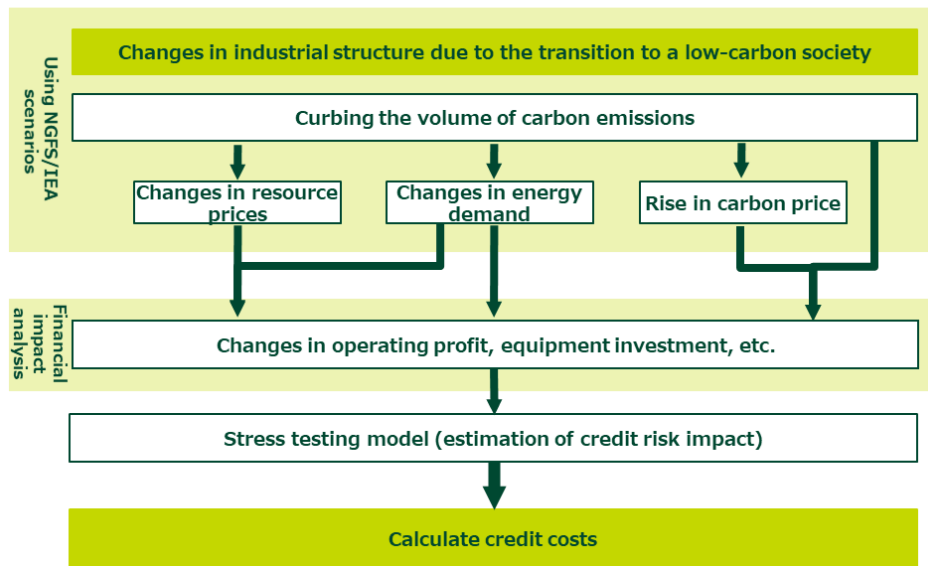 Using NGFS/IEA
scenarios
Changes in industrial structure due to the transition to a low-carbon society
Curbing the volume of carbon emissions
Changes in resource
prices
Changes in energy
demand
Rise in carbon price
Financial
impact
analysis
Changes in operating profit, equipment investment, etc.
Stress testing model (estimation of credit risk impact)
Calculate credit costs